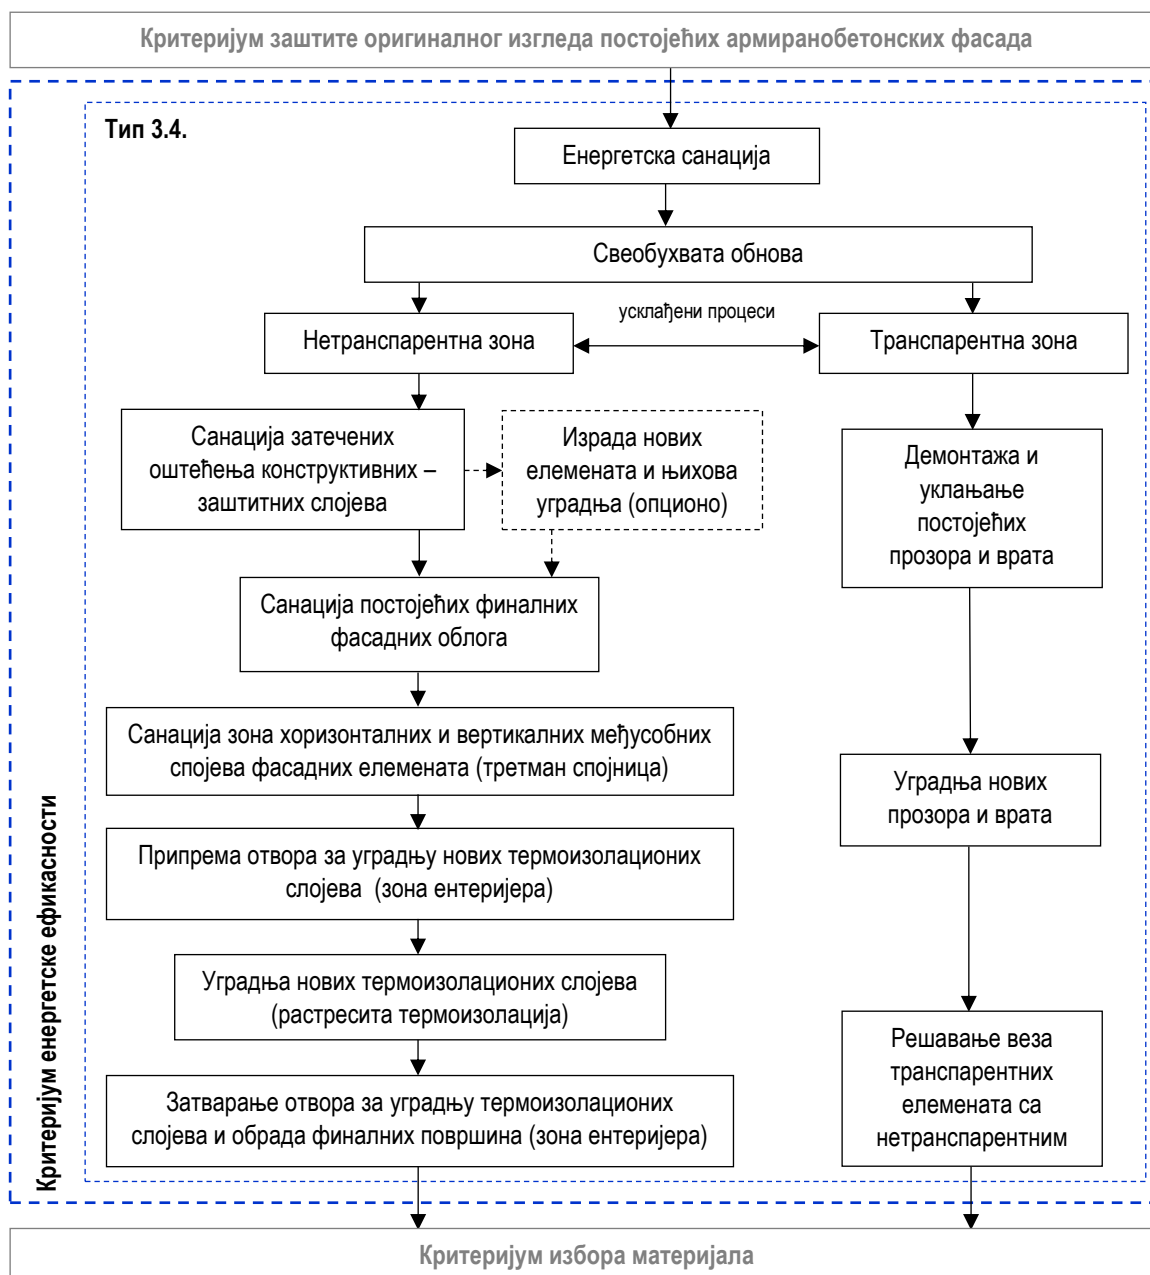 Критеријум заштите оригиналног изгледа постојећих армиранобетонских фасада
Тип 3.4.
Енергетска санација
Свеобухвата обнова
усклађени процеси
Нетранспарентна зона
Транспарентна зона
Санација затечених
оштећења конструктивних –
заштитних слојева
Израда нових
елемената и њихова
уградња (опционо)
Демонтажа и
уклањање
постојећих
прозора и врата
Санација постојећих финалних
фасадних облога
Санација зона хоризонталних и вертикалних међусобних
спојева фасадних елемената (третман спојница)
Уградња нових
прозора и врата
Припрема отвора за уградњу нових термоизолационих
слојева (зона ентеријера)
Уградња нових термоизолационих слојева
(растресита термоизолација)
Решавање веза
транспарентних
елемената са
нетранспарентним
Затварање отвора за уградњу термоизолационих
слојева и обрада финалних површина (зона ентеријера)
Критеријум енергетске ефикасности
Критеријум избора материјала